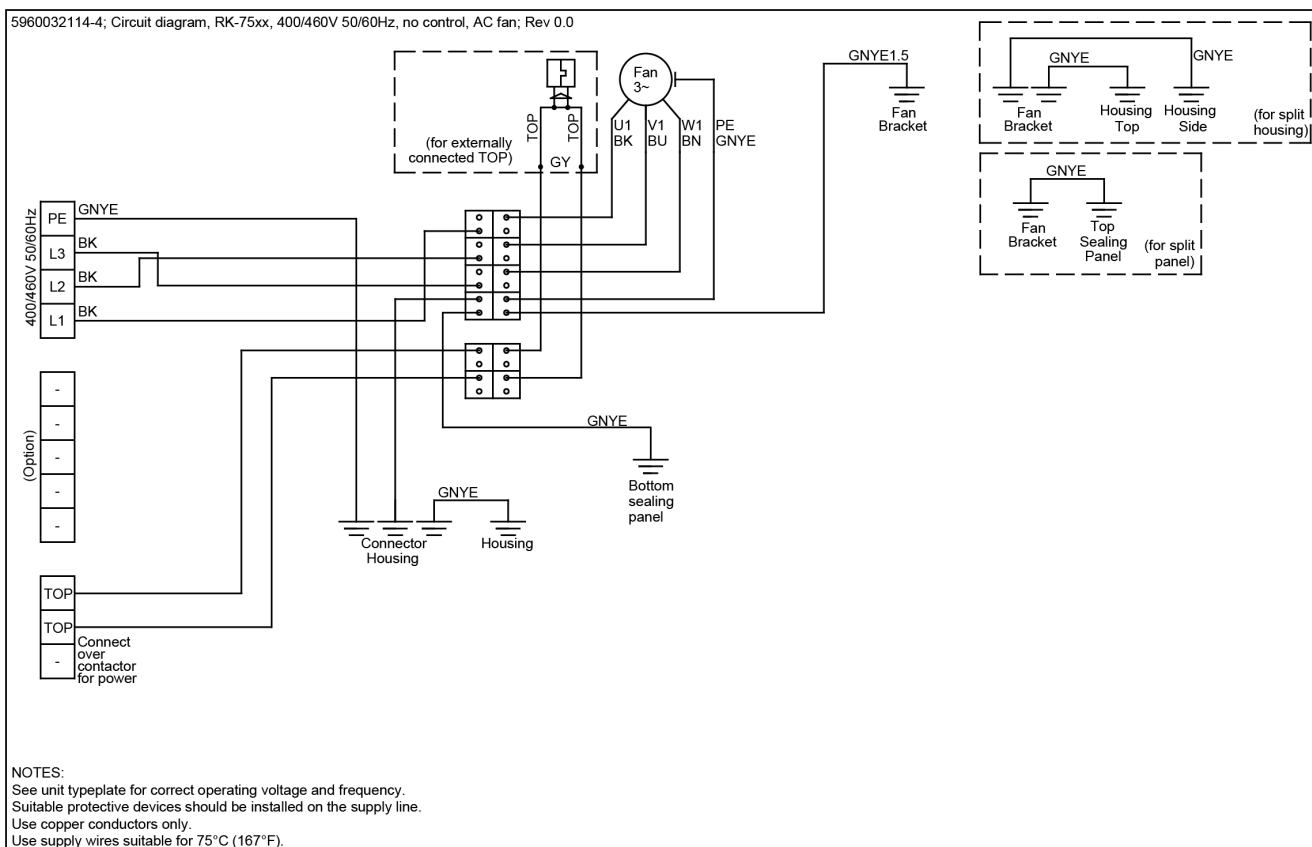 5960032114-4; Circuit diagram, RK-75xx, 400/460V 50/60Hz, no control, AC fan; Rev 0.0
(for externally
connected TOP)
TOP
TOP
GY
Fan
3~
U1
BK
V1
BU
W1
BN
PE
GNYE
GNYE1.5
Fan
Bracket
GNYE
GNYE
Fan
Bracket
Housing
Top
Housing
Side
(for split
housing)
GNYE
Fan
Bracket
Top
Sealing
Panel
(for split
panel)
400/460V 50/60Hz
PE
GNYE
L3
BK
L2
BK
L1
BK
(Option)
-
-
-
-
-
GNYE
Bottom
sealing
panel
GNYE
Connector
Housing
Housing
TOP
TOP
-
Connect
over
contactor
for power
NOTES:
See unit typeplate for correct operating voltage and frequency.
Suitable protective devices should be installed on the supply line.
Use copper conductors only.
Use supply wires suitable for 75°C (167°F).